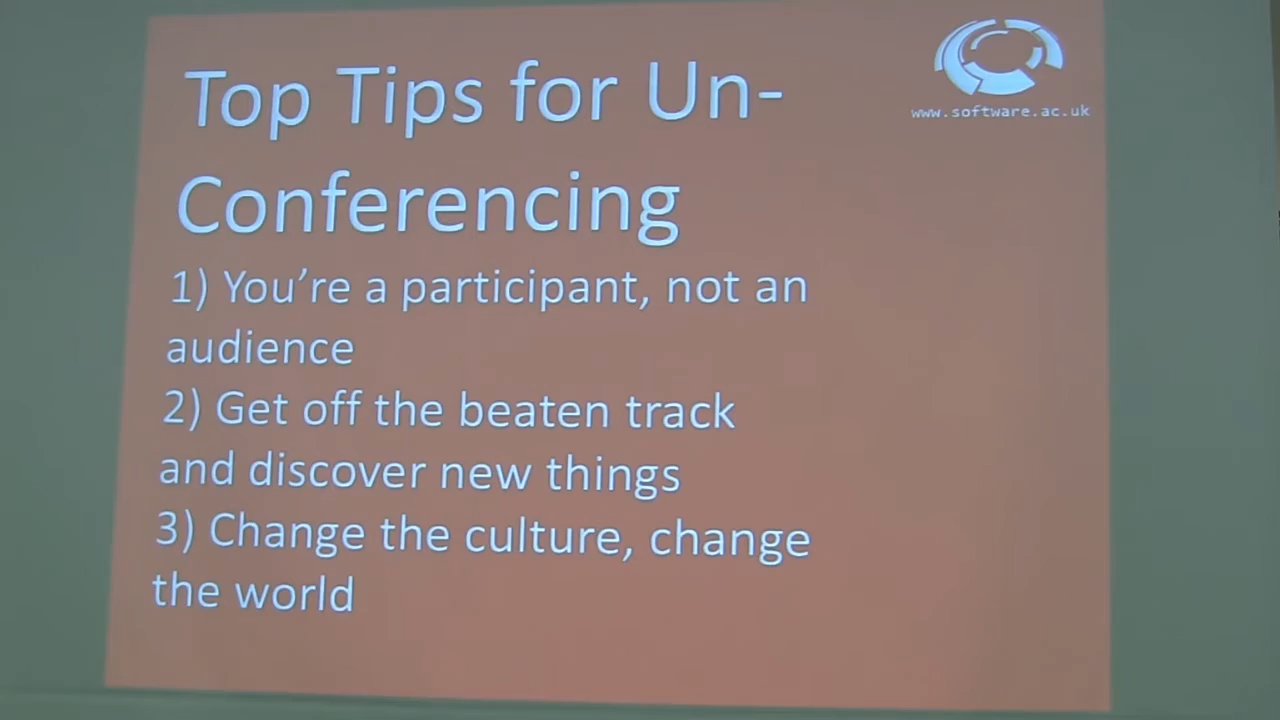 Top Tips for Un-
Conferencing
www.software.ac.uk
1) You’re a participant, not an
audience
2) Get off the beaten track
and discover new things
3) Change the culture, change
the world